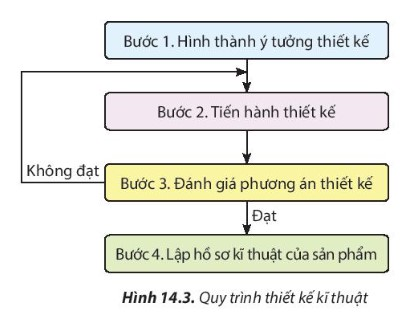 Bước 1. Hình thành ý tưởng thiết kế
Bước 2. Tiến hành thiết kế
Không đạt
Bước 3. Đánh giá phương án thiết kế
Đạt
Bước 4. Lập hồ sơ kĩ thuật của sản phẩm
Hình 14.3. Quy trình thiết kế kĩ thuật